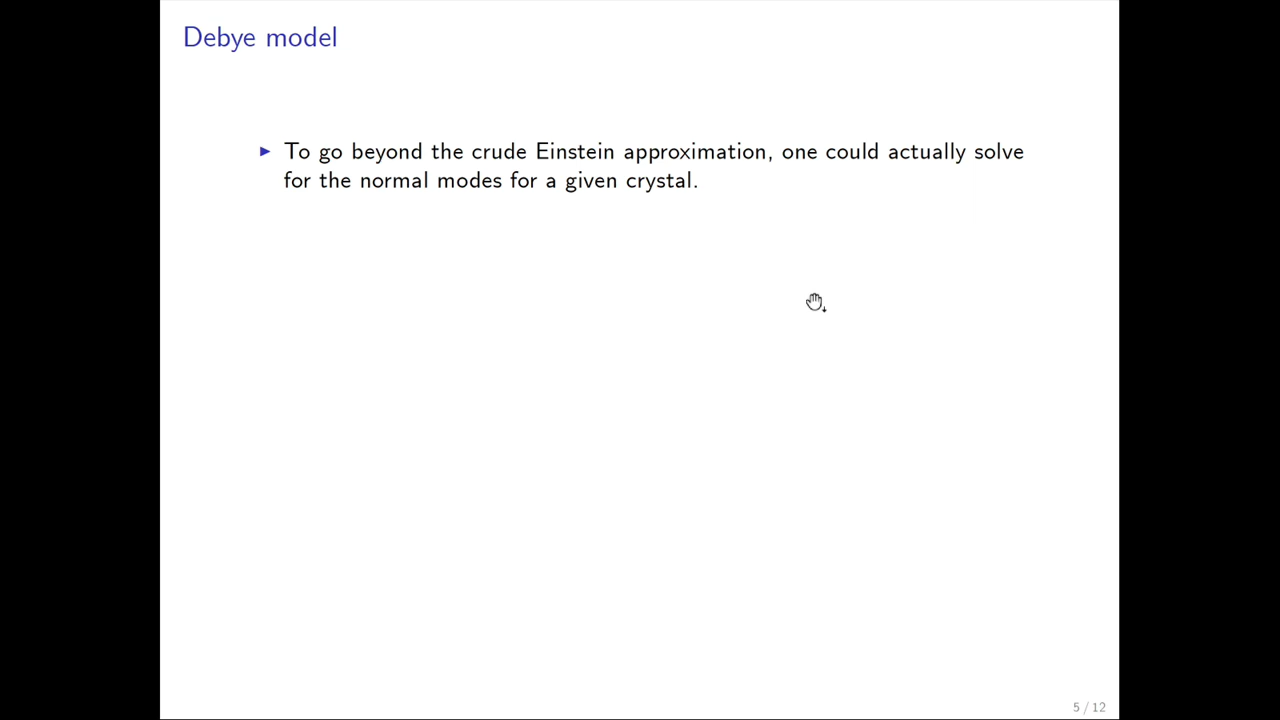 Debye model
▶ To go beyond the crude Einstein approximation, one could actually solve
for the normal modes for a given crystal.
5 / 12